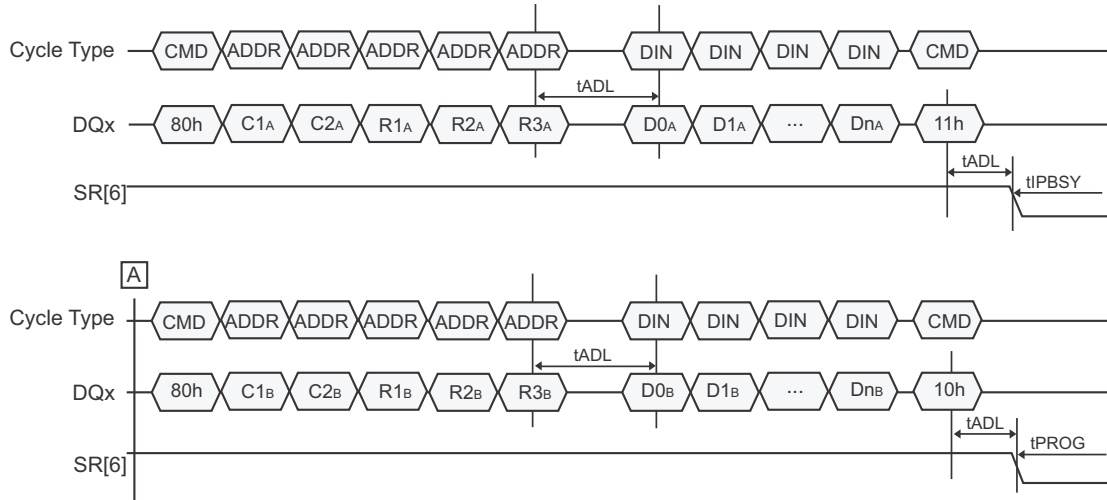 Cycle Type CMD ADDR ADDR ADDR ADDR ADDR DIN DIN DIN DIN CMD
tADL
DQx 80h C1A C2A R1A R2A R3A D0A D1A ... DnA 11h
tADL
SR[6] tIPBSY
A
Cycle Type CMD ADDR ADDR ADDR ADDR ADDR DIN DIN DIN DIN CMD
tADL
DQx 80h C1B C2B R1B R2B R3B D0B D1B ... DnB 10h
tADL
SR[6] tPROG